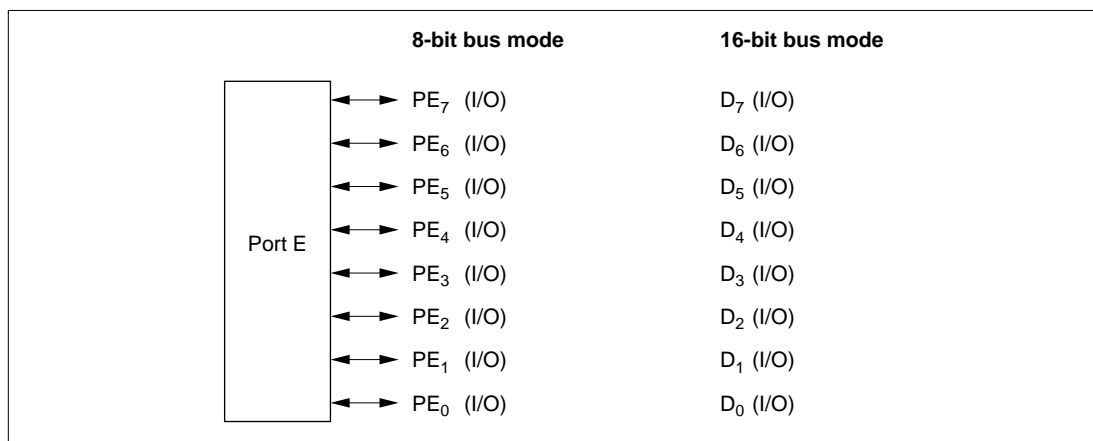 8-bit bus mode 16-bit bus mode
PE7 (I/O) D7 (I/O)
PE6 (I/O) D6 (I/O)
PE5 (I/O) D5 (I/O)
Port E PE4 (I/O) D4 (I/O)
PE3 (I/O) D3 (I/O)
PE2 (I/O) D2 (I/O)
PE1 (I/O) D1 (I/O)
PE0 (I/O) D0 (I/O)